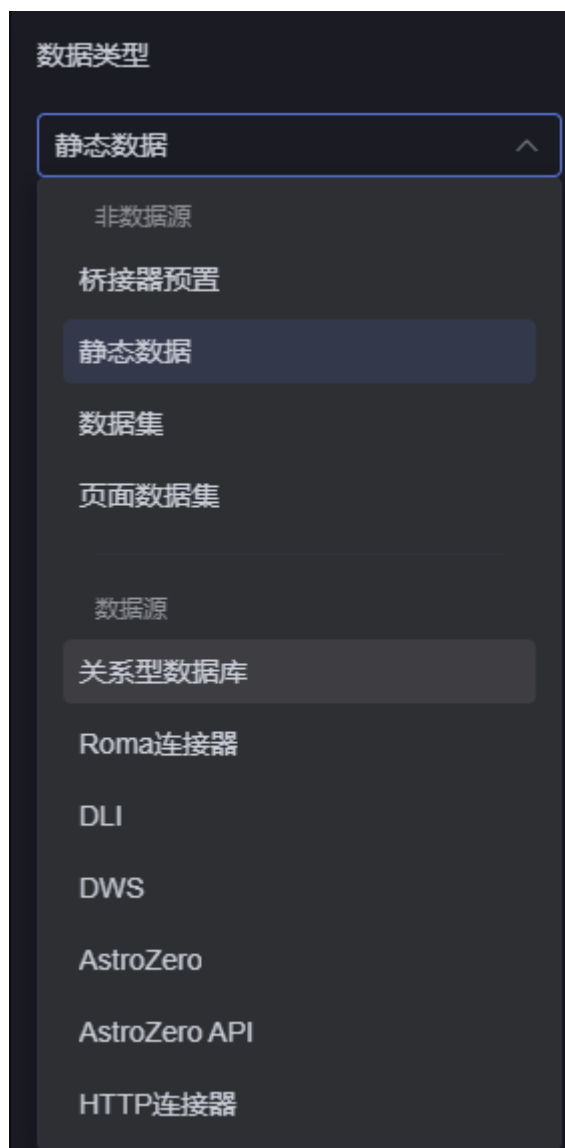 数据类型
静态数据
非数据源
桥接器预置
静态数据
数据集
页面数据集
数据源
关系型数据库
Roma连接器
DLI
DWS
AstroZero
AstroZero API
HTTP连接器